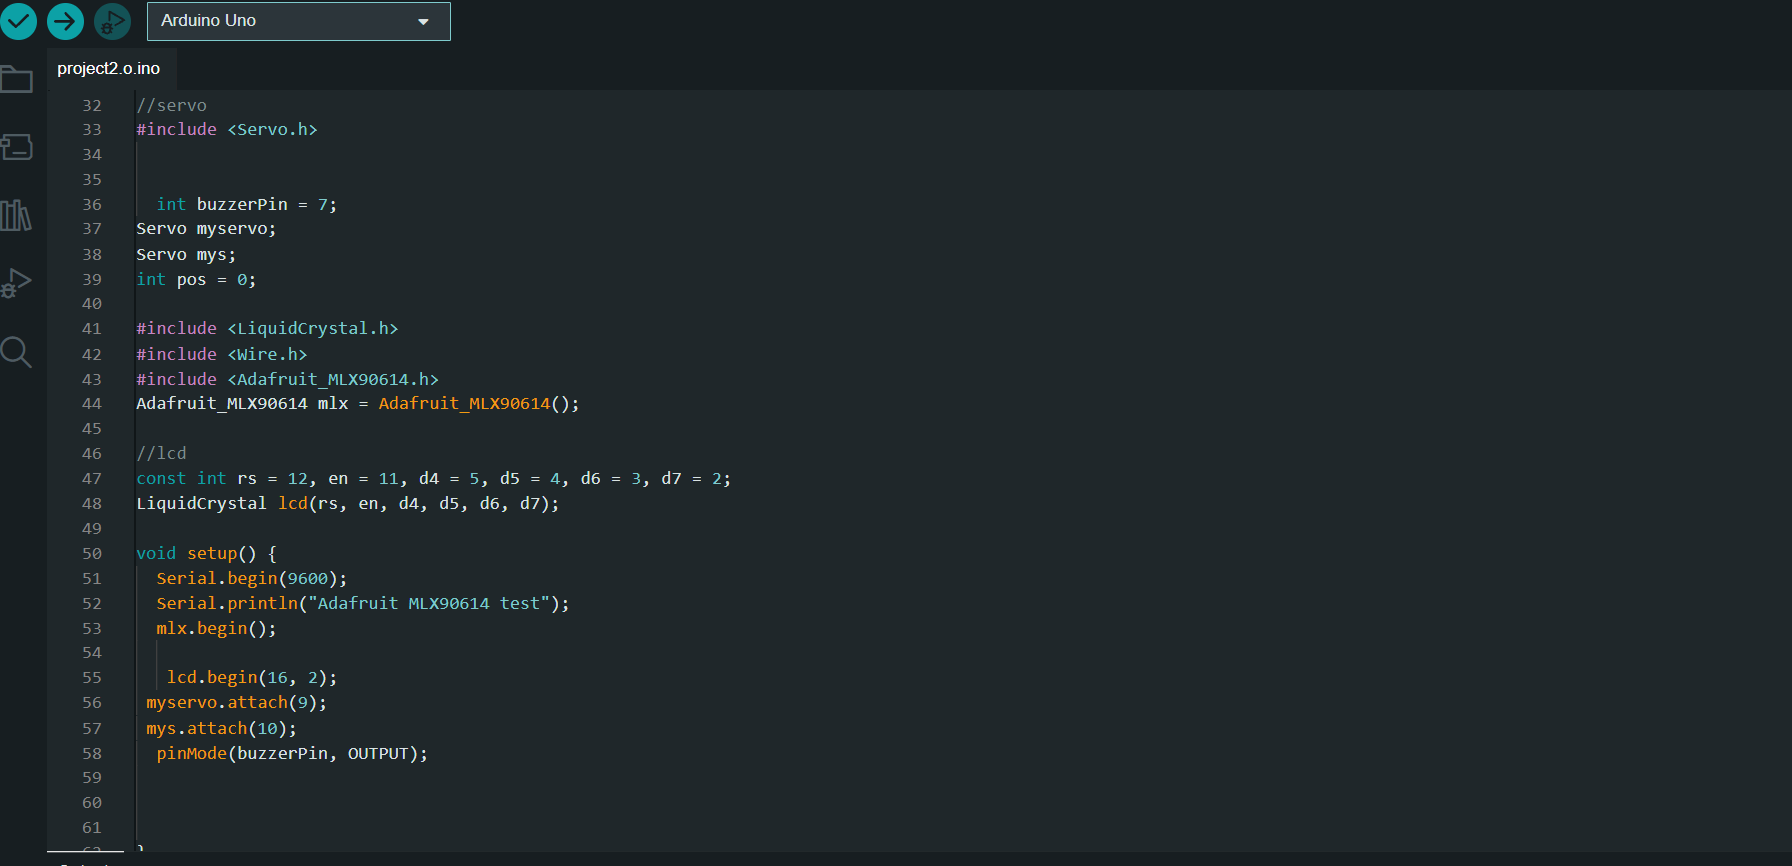 Arduino Uno
project2.o.ino
32 //servo
33 #include <Servo.h>
34
35
36 int buzzerPin = 7;
37 Servo myservo;
38 Servo mys;
39 int pos = 0;
40
41 #include <LiquidCrystal.h>
42 #include <Wire.h>
43 #include <Adafruit_MLX90614.h>
44 Adafruit_MLX90614 mlx = Adafruit_MLX90614();
45
46 //lcd
47 const int rs = 12, en = 11, d4 = 5, d5 = 4, d6 = 3, d7 = 2;
48 LiquidCrystal lcd(rs, en, d4, d5, d6, d7);
49
50 void setup() {
51 Serial.begin(9600);
52 Serial.println("Adafruit MLX90614 test");
53 mlx.begin();
54
55 lcd.begin(16, 2);
56 myservo.attach(9);
57 mys.attach(10);
58 pinMode(buzzerPin, OUTPUT);
59
60
61